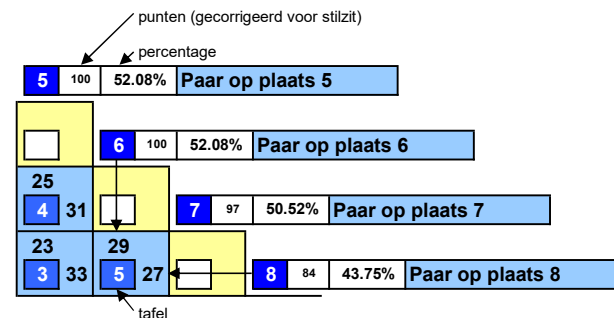 punten (gecorrigeerd voor stilzit)
percentage
5 100 52.08% Paar op plaats 5
6 100 52.08% Paar op plaats 6
25
4 31
7 97 50.52% Paar op plaats 7
23 29
3 33 5 27
8 84 43.75% Paar op plaats 8
tafel